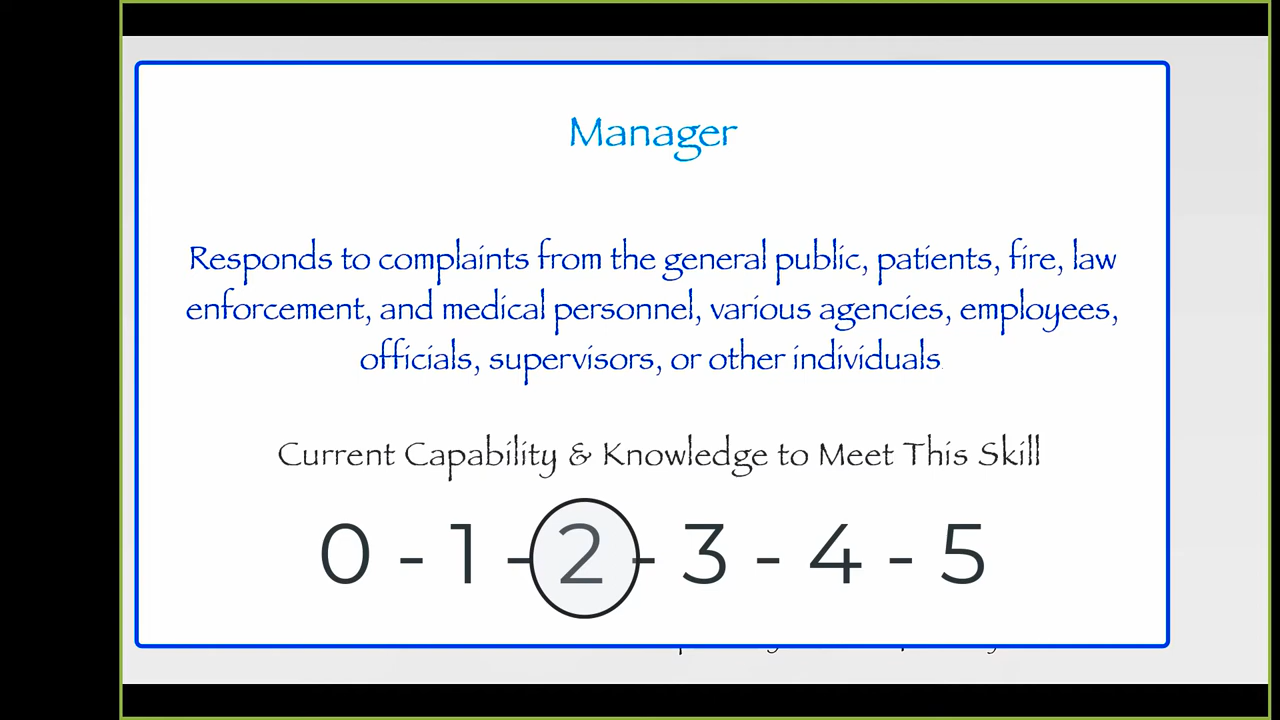 Manager
Responds to complaints from the general public, patients, fire, law
enforcement, and medical personnel, various agencies, employees,
officials, supervisors, or other individuals.
Current Capability & Knowledge to Meet This Skill
0 - 1 - 2 - 3 - 4 - 5